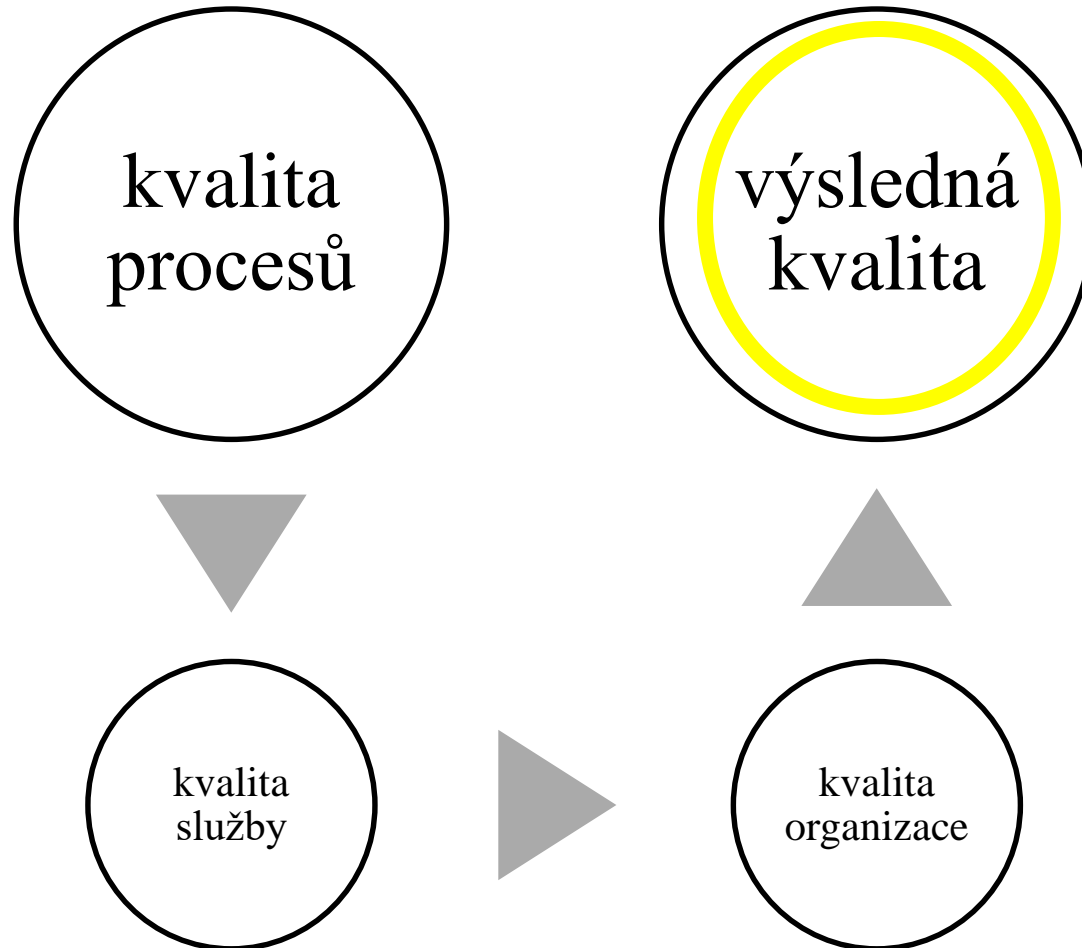 kvalita
procesů
výsledná
kvalita
kvalita
služby
kvalita
organizace